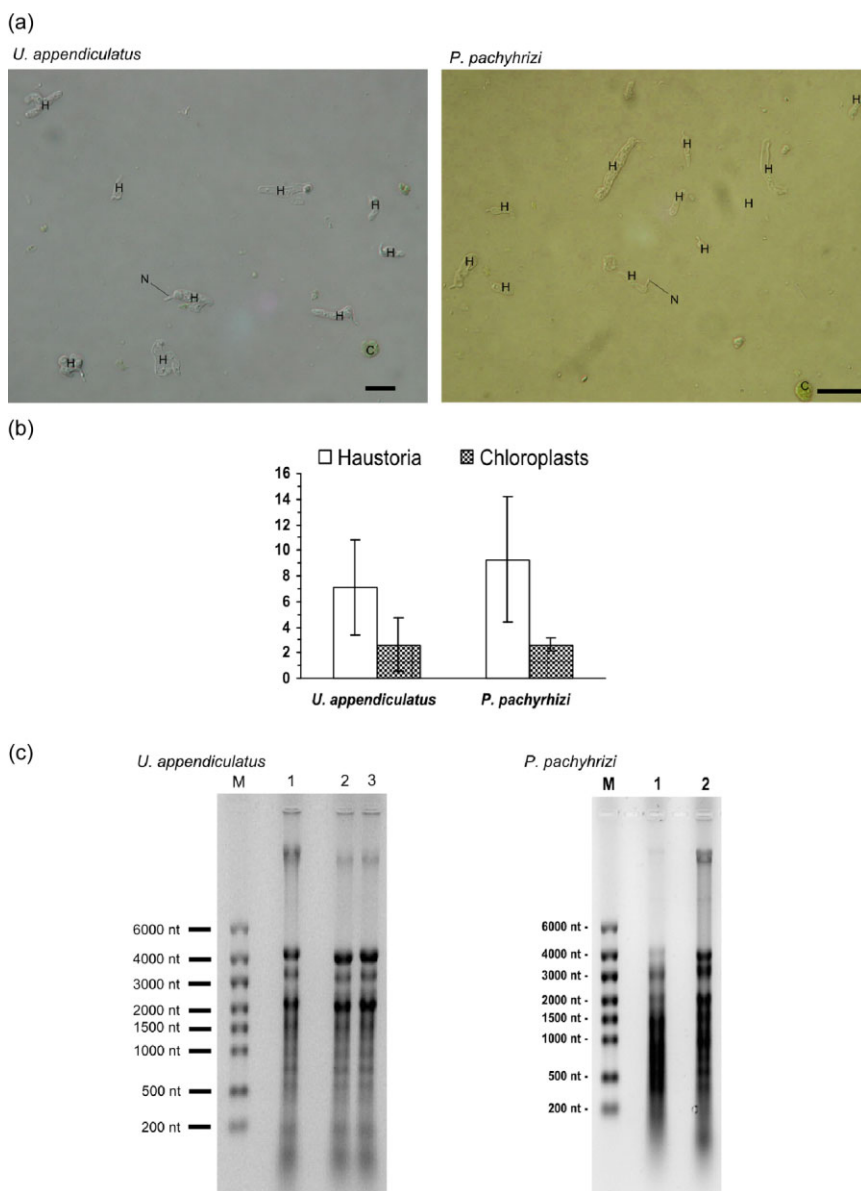 (a)
U. appendiculatus
H
H
H
H
H
N
H
H
C
H
H
P. pachyhrizi
H
H
H
H
H
H
H
H
H
H
H
N
C
(b)
Haustoria Chloroplasts
16
14
12
10
8
6
4
2
0
U. appendiculatus P. pachyrhizi
(c)
U. appendiculatus
M 1 2 3
6000 nt
4000 nt
3000 nt
2000 nt
1500 nt
1000 nt
500 nt
200 nt
P. pachyhrizi
M 1 2
6000 nt -
4000 nt -
3000 nt -
2000 nt -
1500 nt -
1000 nt -
500 nt -
200 nt -